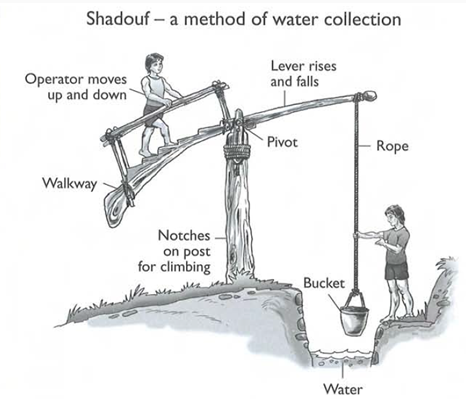 Shadouf – a method of water collection
Operator moves
up and down
Lever rises
and falls
Pivot
Rope
Walkway
Notches
on post
for climbing
Bucket
Water